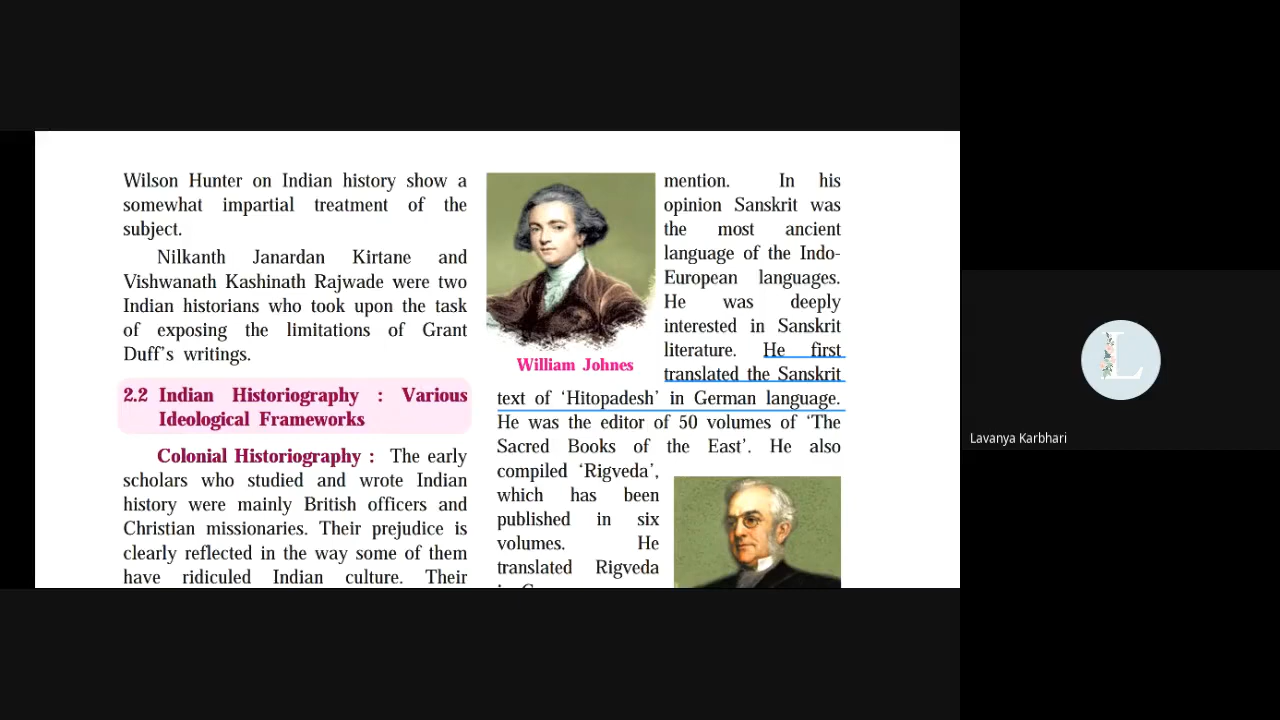 Wilson Hunter on Indian history show a
somewhat impartial treatment of the
subject.
Nilkanth Janardan Kirtane and
Vishwanath Kashinath Rajwade were two
Indian historians who took upon the task
of exposing the limitations of Grant
Duff's writings.
2.2 Indian Historiography : Various
Ideological Frameworks
Colonial Historiography : The early
scholars who studied and wrote Indian
history were mainly British officers and
Christian missionaries. Their prejudice is
clearly reflected in the way some of them
have ridiculed Indian culture. Their
William Johnes
mention. In his
opinion Sanskrit was
the most ancient
language of the Indo-
European languages.
He was deeply
interested in Sanskrit
literature. He first
translated the Sanskrit
text of 'Hitopadesh' in German language.
He was the editor of 50 volumes of 'The
Sacred Books of the East'. He also
compiled 'Rigveda',
which has been
published in six
volumes. He
translated Rigveda
L
Lavanya Karbhari